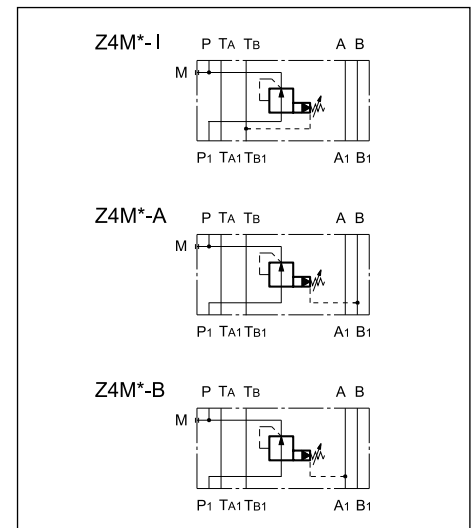 Z4M*-I P TA TB A B
M
P1 TA1 TB1 A1 B1
Z4M*-A P TA TB A B
M
P1 TA1 TB1 A1 B1
Z4M*-B P TA TB A B
M
P1 TA1 TB1 A1 B1